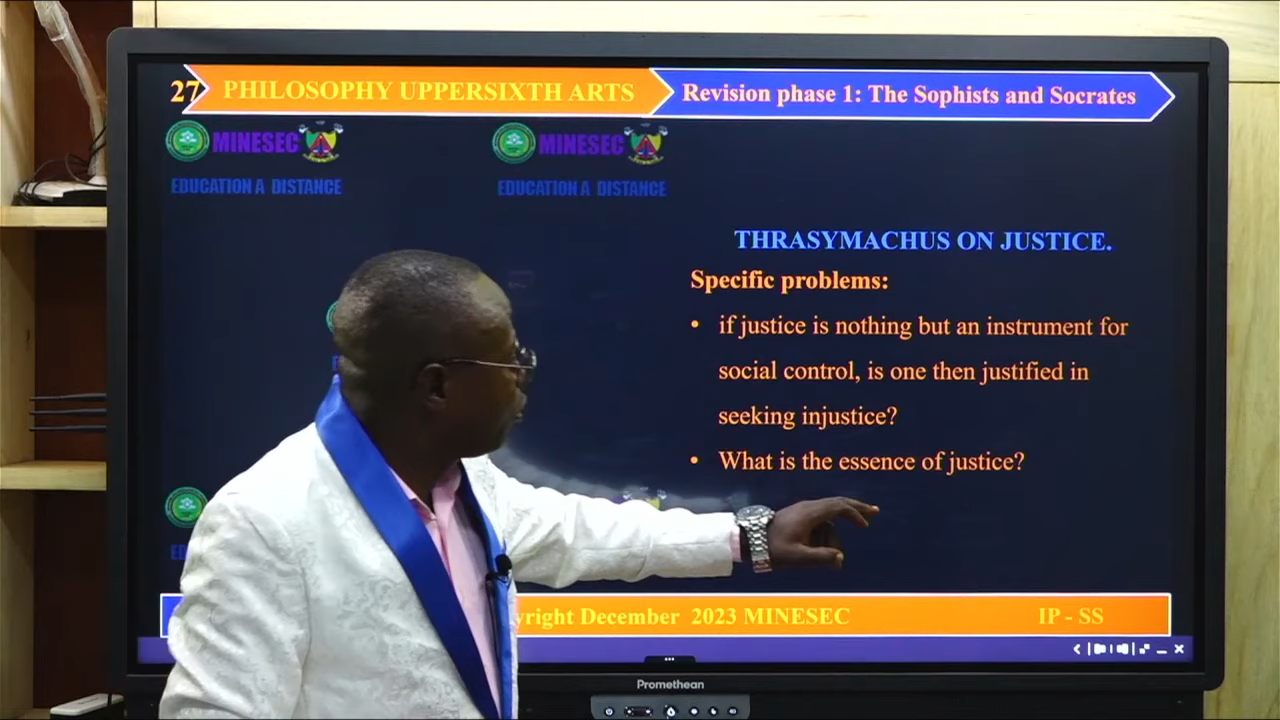 27
PHILOSOPHY UPPERSIXTH ARTS
Revision phase 1: The Sophists and Socrates
MINESEC
MINESEC
EDUCATION A DISTANCE
EDUCATION A DISTANCE
THRASYMACHUS ON JUSTICE.
Specific problems:
• if justice is nothing but an instrument for
social control, is one then justified in
seeking injustice?
• What is the essence of justice?
December 2023 MINESEC
IP - SS
Promethean